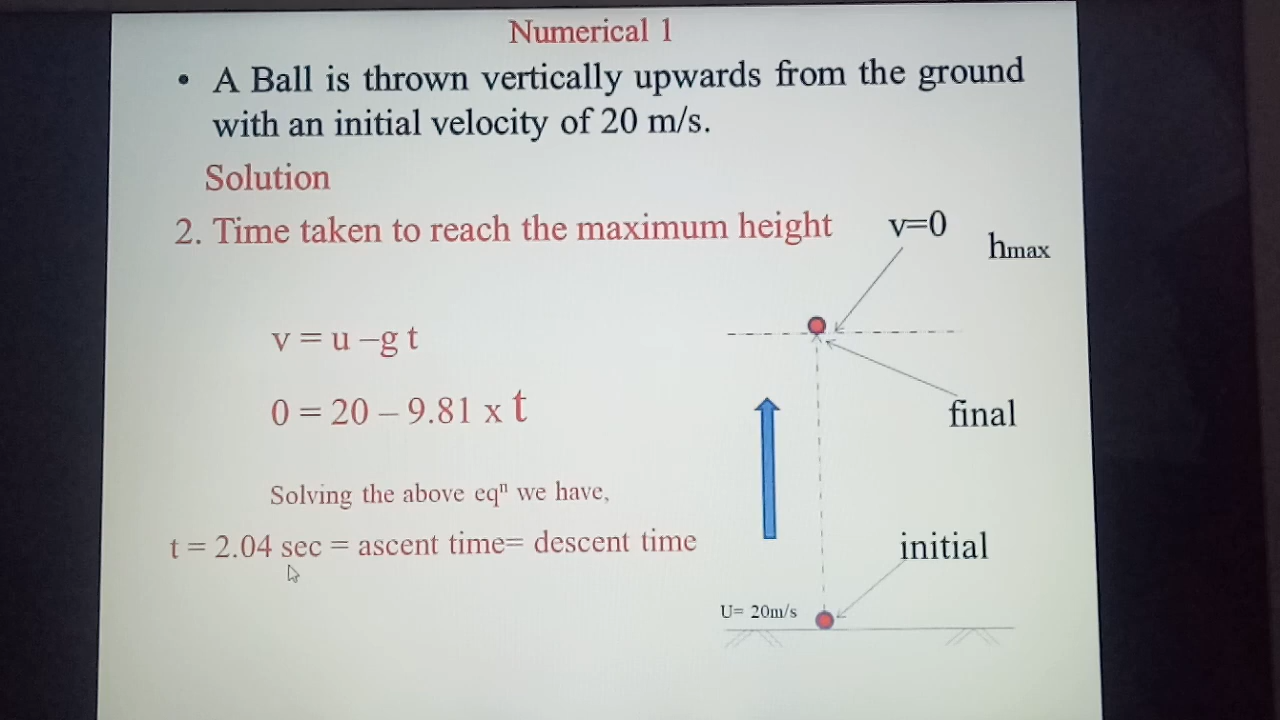 Numerical 1
• A Ball is thrown vertically upwards from the ground
with an initial velocity of 20 m/s.
Solution
2. Time taken to reach the maximum height
v=0
hmax
v = u –g t
0 = 20 – 9.81 x t
final
Solving the above eqⁿ we have,
t = 2.04 sec = ascent time= descent time
initial
U= 20m/s